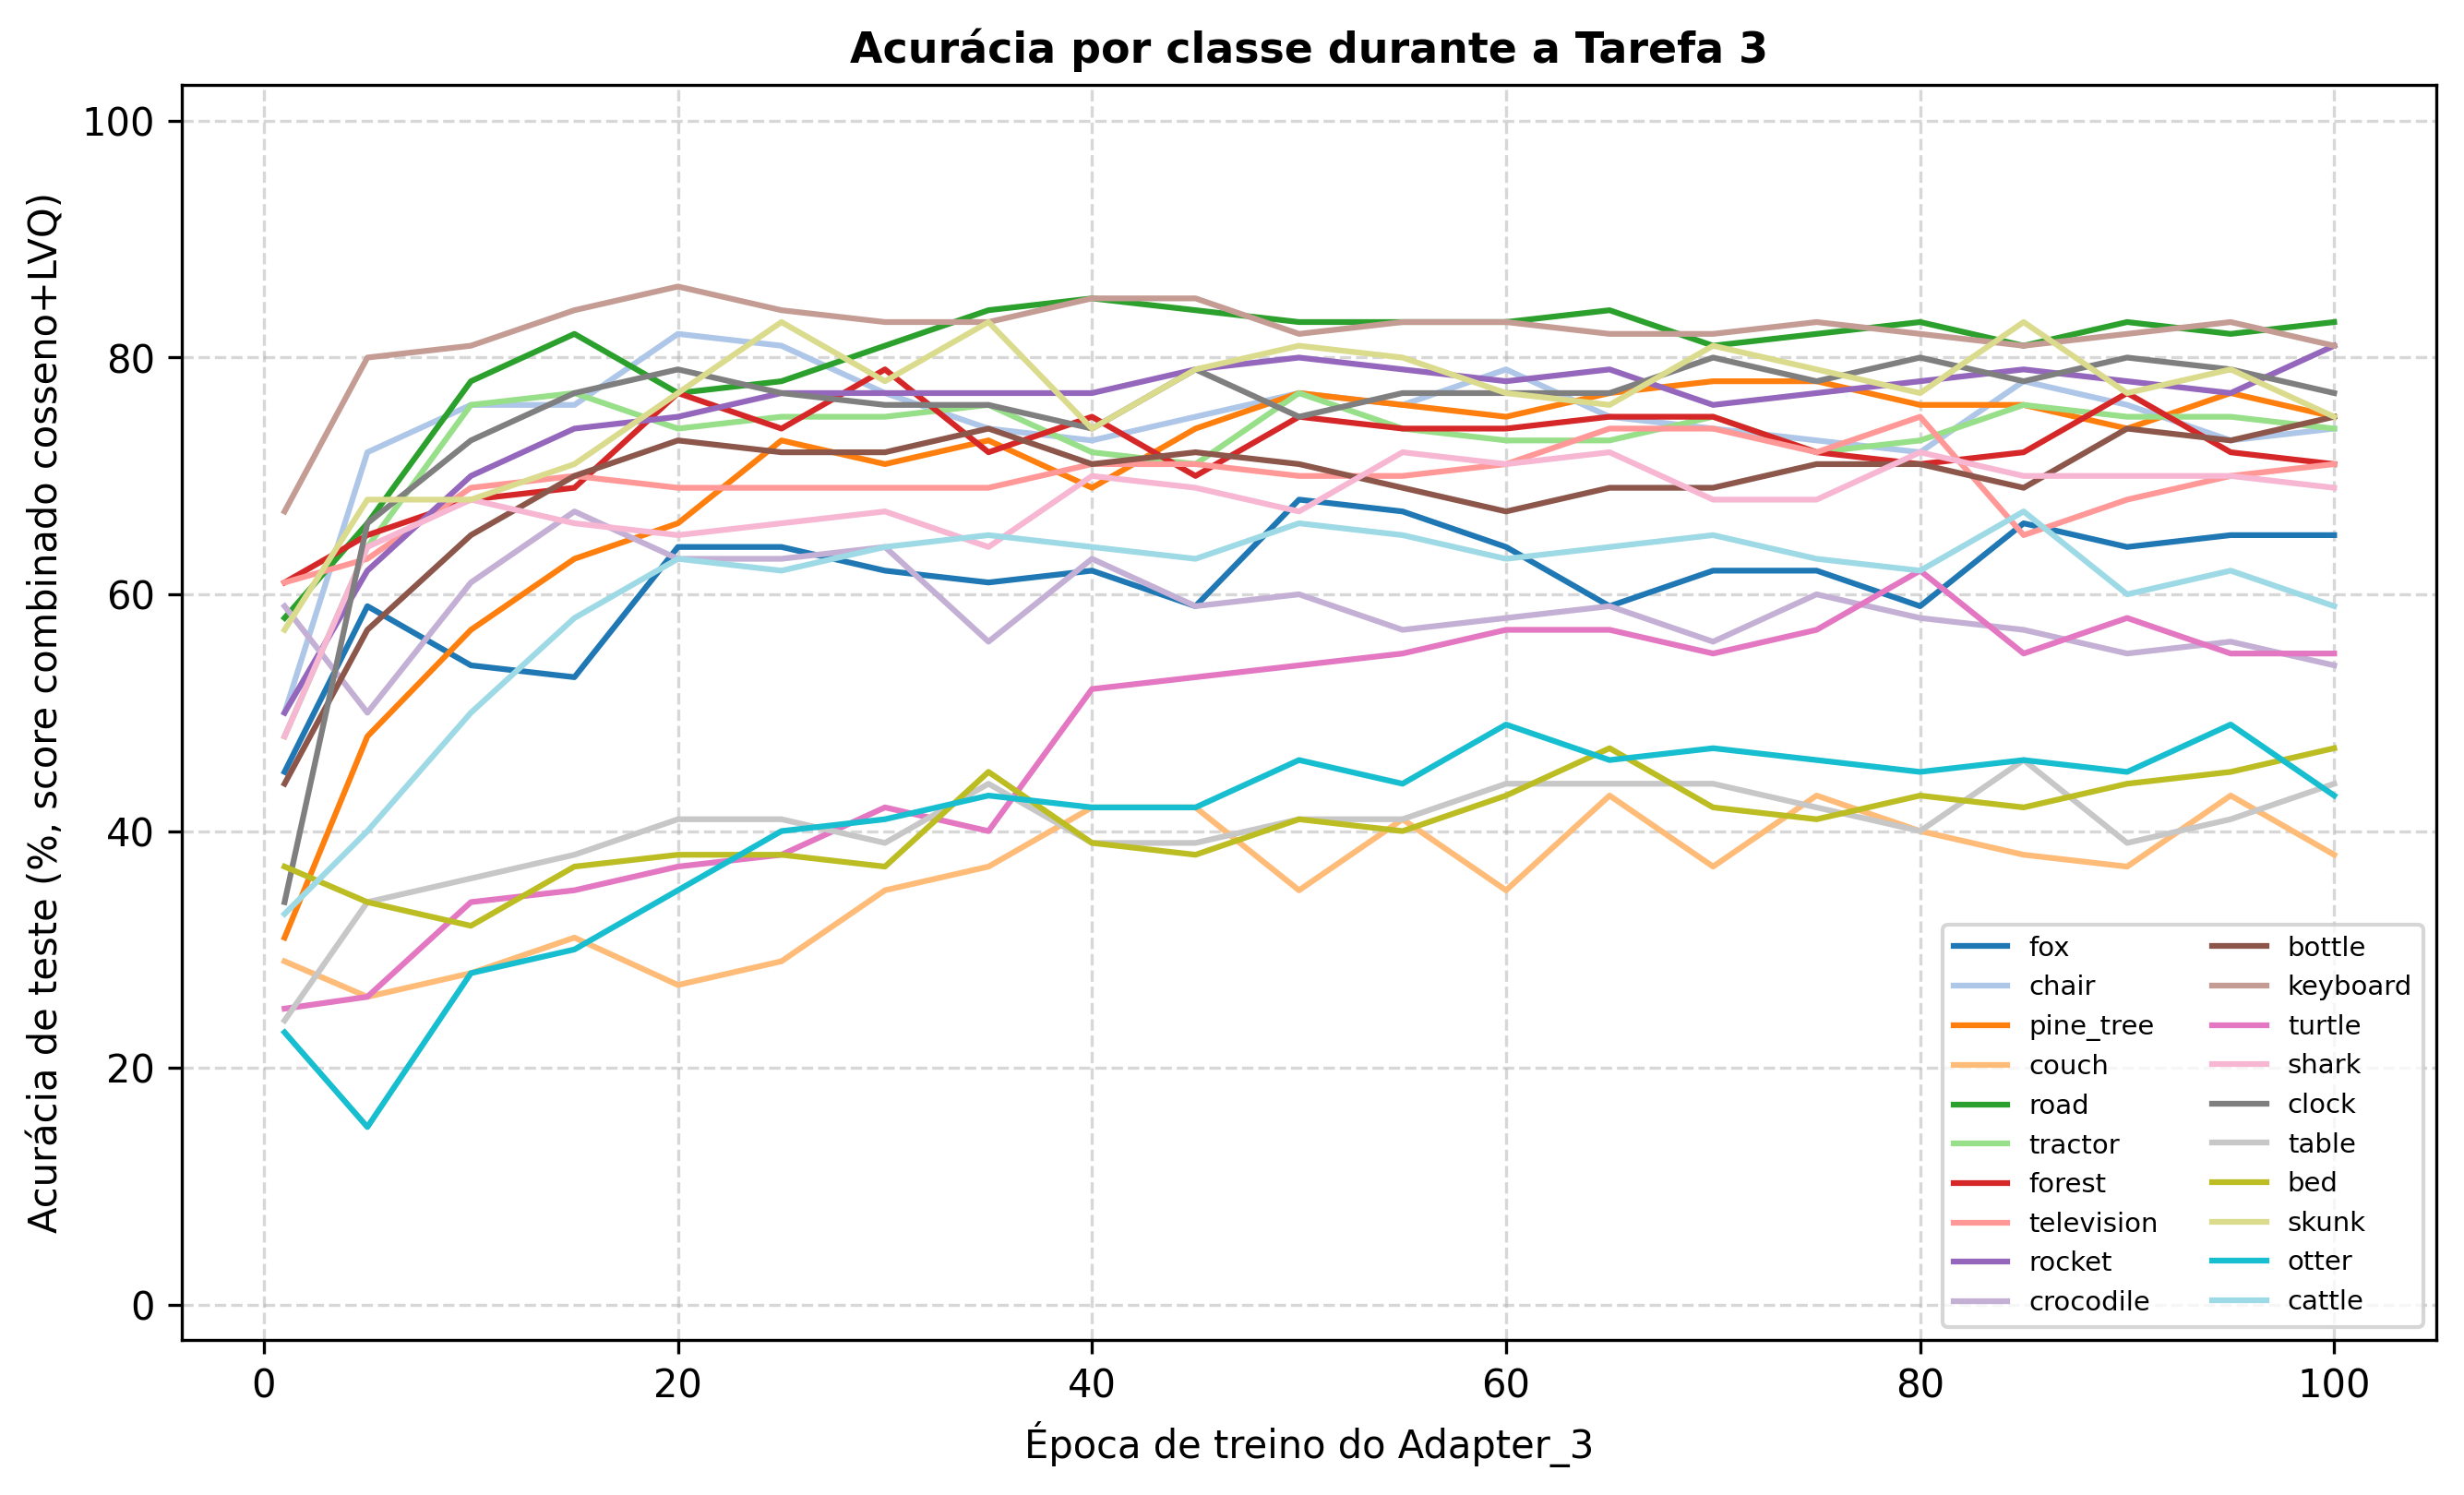 Acurácia por classe durante a Tarefa 3
Acurácia de teste (%, score combinado cosseno+LVQ)
100
80
60
40
20
0
0
20
40
60
80
100
Época de treino do Adapter_3
fox
chair
pine_tree
couch
road
tractor
forest
television
rocket
crocodile
bottle
keyboard
turtle
shark
clock
table
bed
skunk
otter
cattle